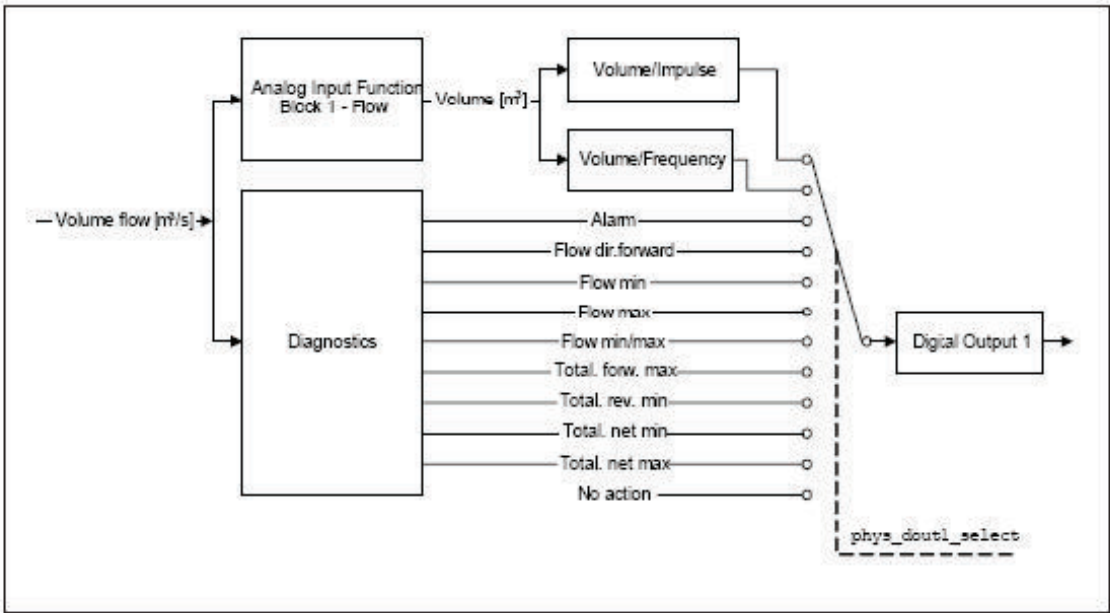 Analog Input Function
Block 1 - Flow
Volume [m³]
Volume/Impulse
Volume/Frequency
Volume flow [m³/s]
Alarm
Flow dir.forward
Flow min
Flow max
Diagnostics
Flow min/max
Digital Output 1
Total. forw. max
Total. rev. min
Total. net min
Total. net max
No action
phys_dout1_select